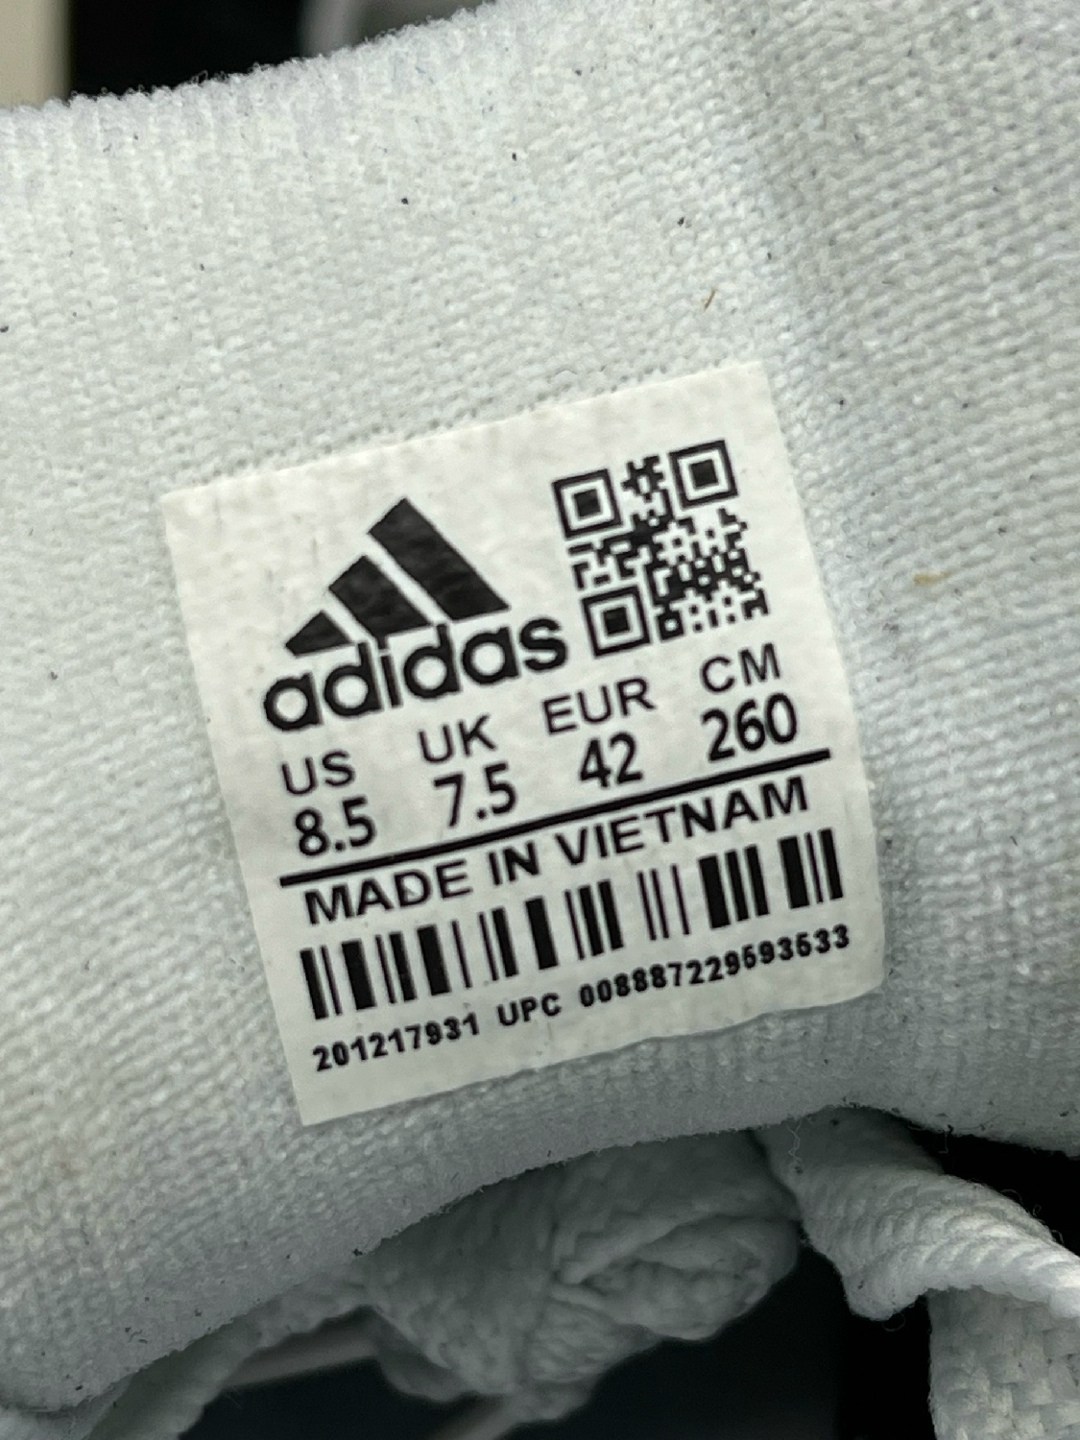 adidas
US UK EUR CM
8.5 7.5 42 260
MADE IN VIETNAM
201217931 UPC 008887229593533